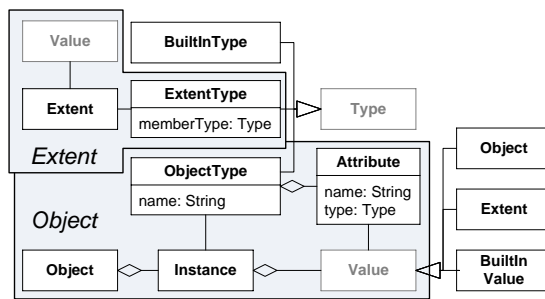 Value
BuiltInType
Extent
ExtentType
memberType: Type
Type
Extent
ObjectType
name: String
Attribute
name: String
type: Type
Object
Object
Extent
Object
Instance
Value
BuiltIn
Value